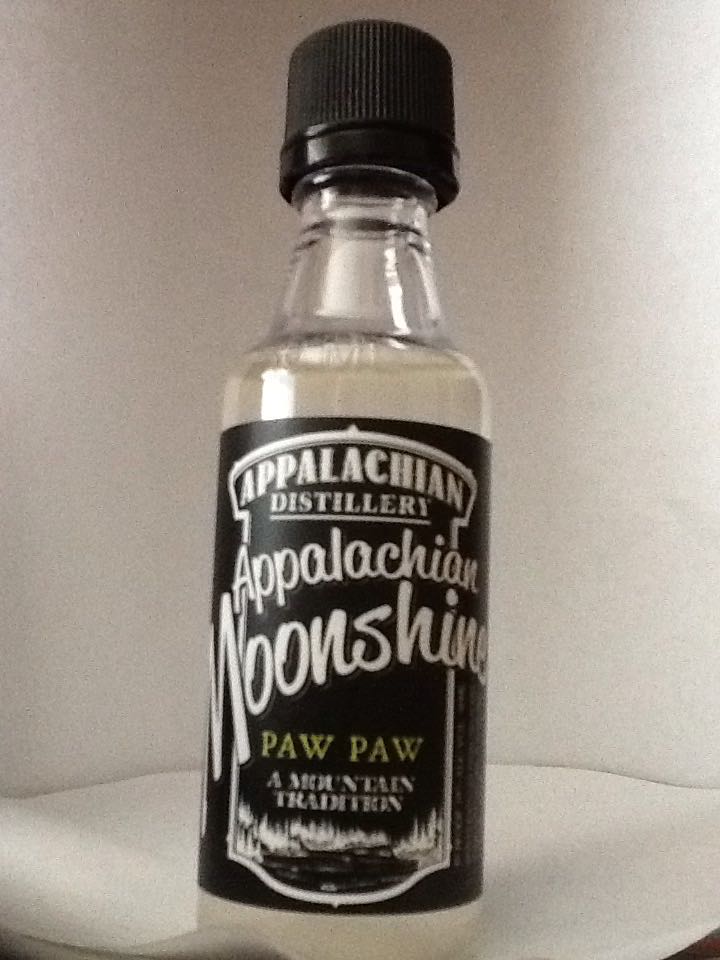 APPALACHIAN
DISTILLERY
Appalachian
Moonshine
PAW PAW
A MOUNTAIN
TRADITION